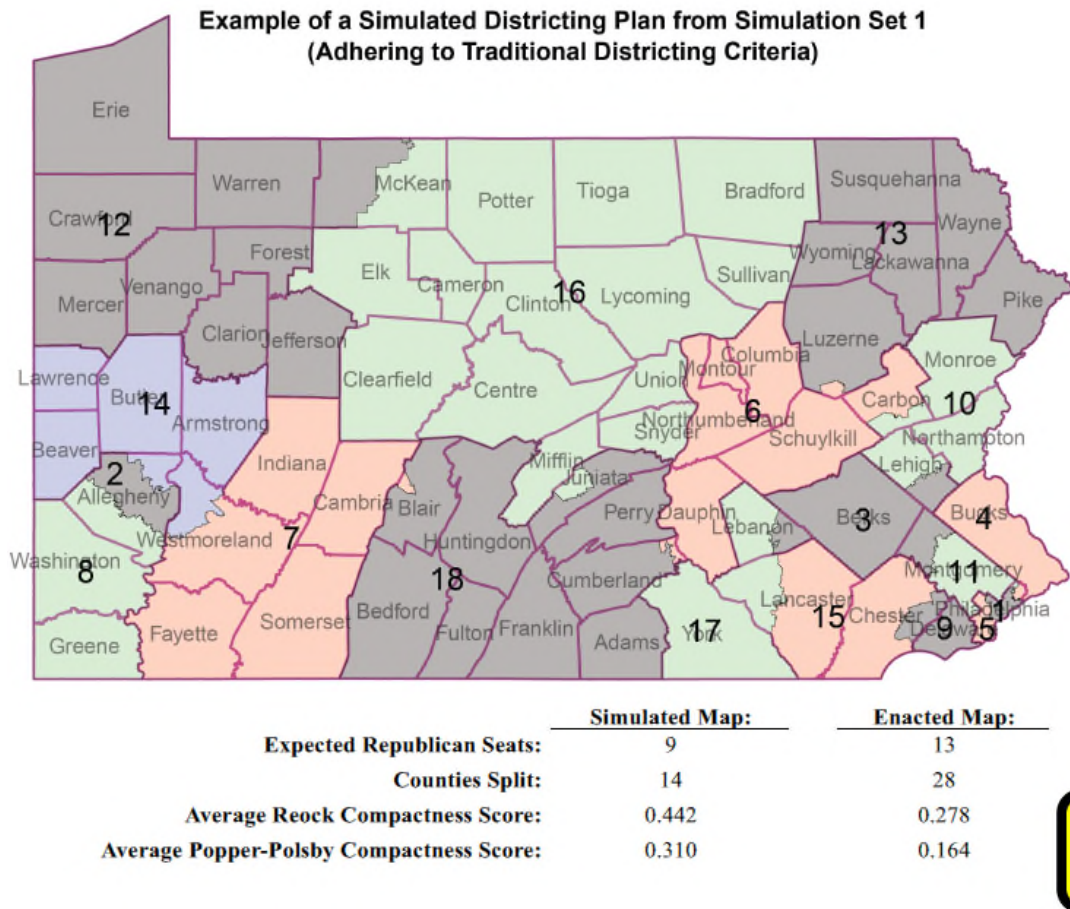 Example of a Simulated Districting Plan from Simulation Set 1
(Adhering to Traditional Districting Criteria)
Erie
McKean
Warren
Potter
Tioga
Bradford
Susquehanna
Wayne
Crawford
12
13
Forest
Wyoming
Lackawanna
Elk
Cameron
Sullivan
Venango
16
Lycoming
Clinton
Mercer
Pike
Clarion
Jefferson
Luzerne
Columbia
Monroe
Lawrence
Clearfield
Centre
Union
Montour
Butler
14
Carbon
10
Armstrong
Northumberland
6
Beaver
Snyder
Schuylkill
Northampton
Indiana
Mifflin
Lehigh
2
Allegheny
Juniata
Cambria
Blair
Perry
Dauphin
Lebanon
Berks
3
Bucks
4
Westmoreland
7
Huntingdon
Washington
8
18
Cumberland
Montgomery
11
Lancaster
15
Chester
Philadelphia
1
Bedford
Somerset
Fayette
Fulton
Franklin
Adams
York
17
Delaware
9
5
Greene
Simulated Map: Enacted Map:
Expected Republican Seats: 9 13
Counties Split: 14 28
Average Reock Compactness Score: 0.442 0.278
Average Popper-Polsby Compactness Score: 0.310 0.164